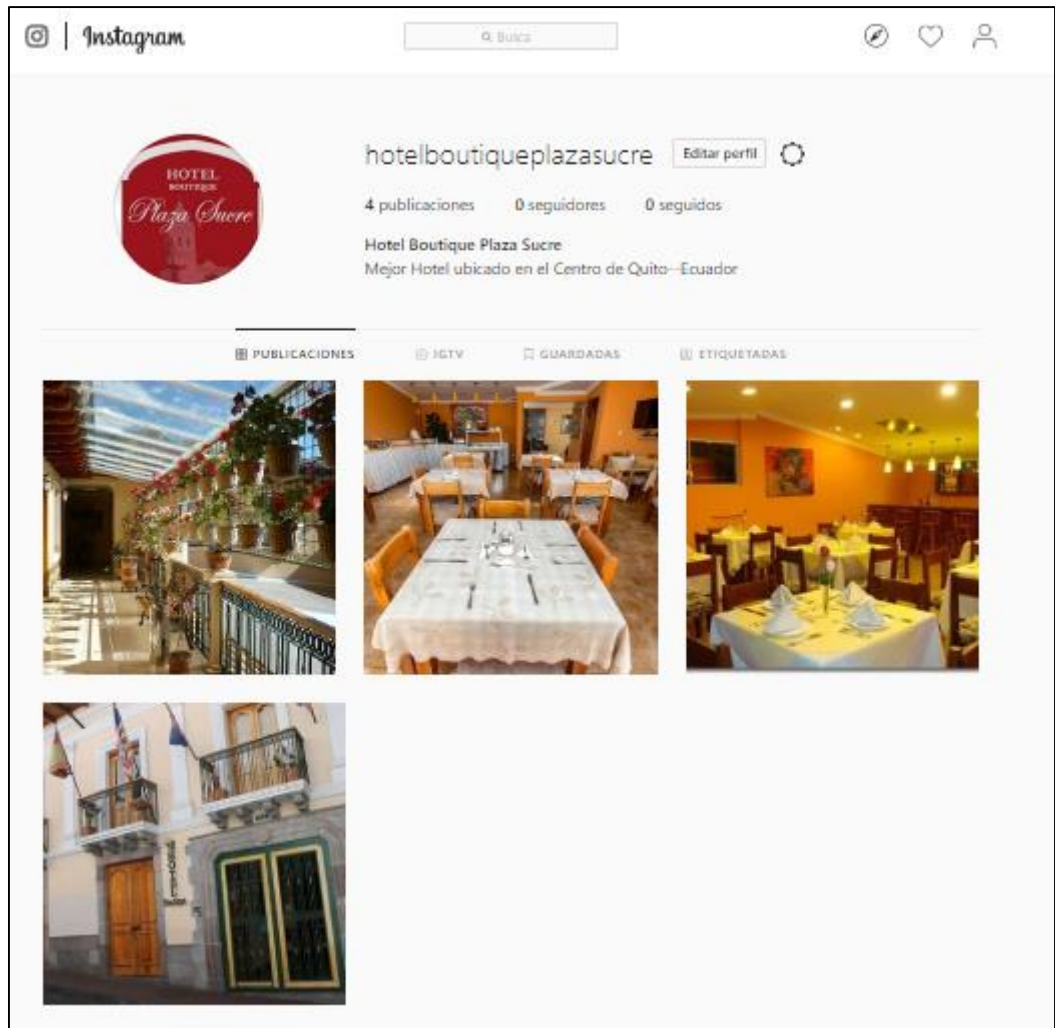 Instagram
Busca
hotelboutiqueplazasucre Editar perfil
HOTEL
BOUTIQUE
Plaza Sucre
4 publicaciones 0 seguidores 0 seguidos
Hotel Boutique Plaza Sucre
Mejor Hotel ubicado en el Centro de Quito- Ecuador
PUBLICACIONES IGTV GUARDADAS ETIQUETADAS